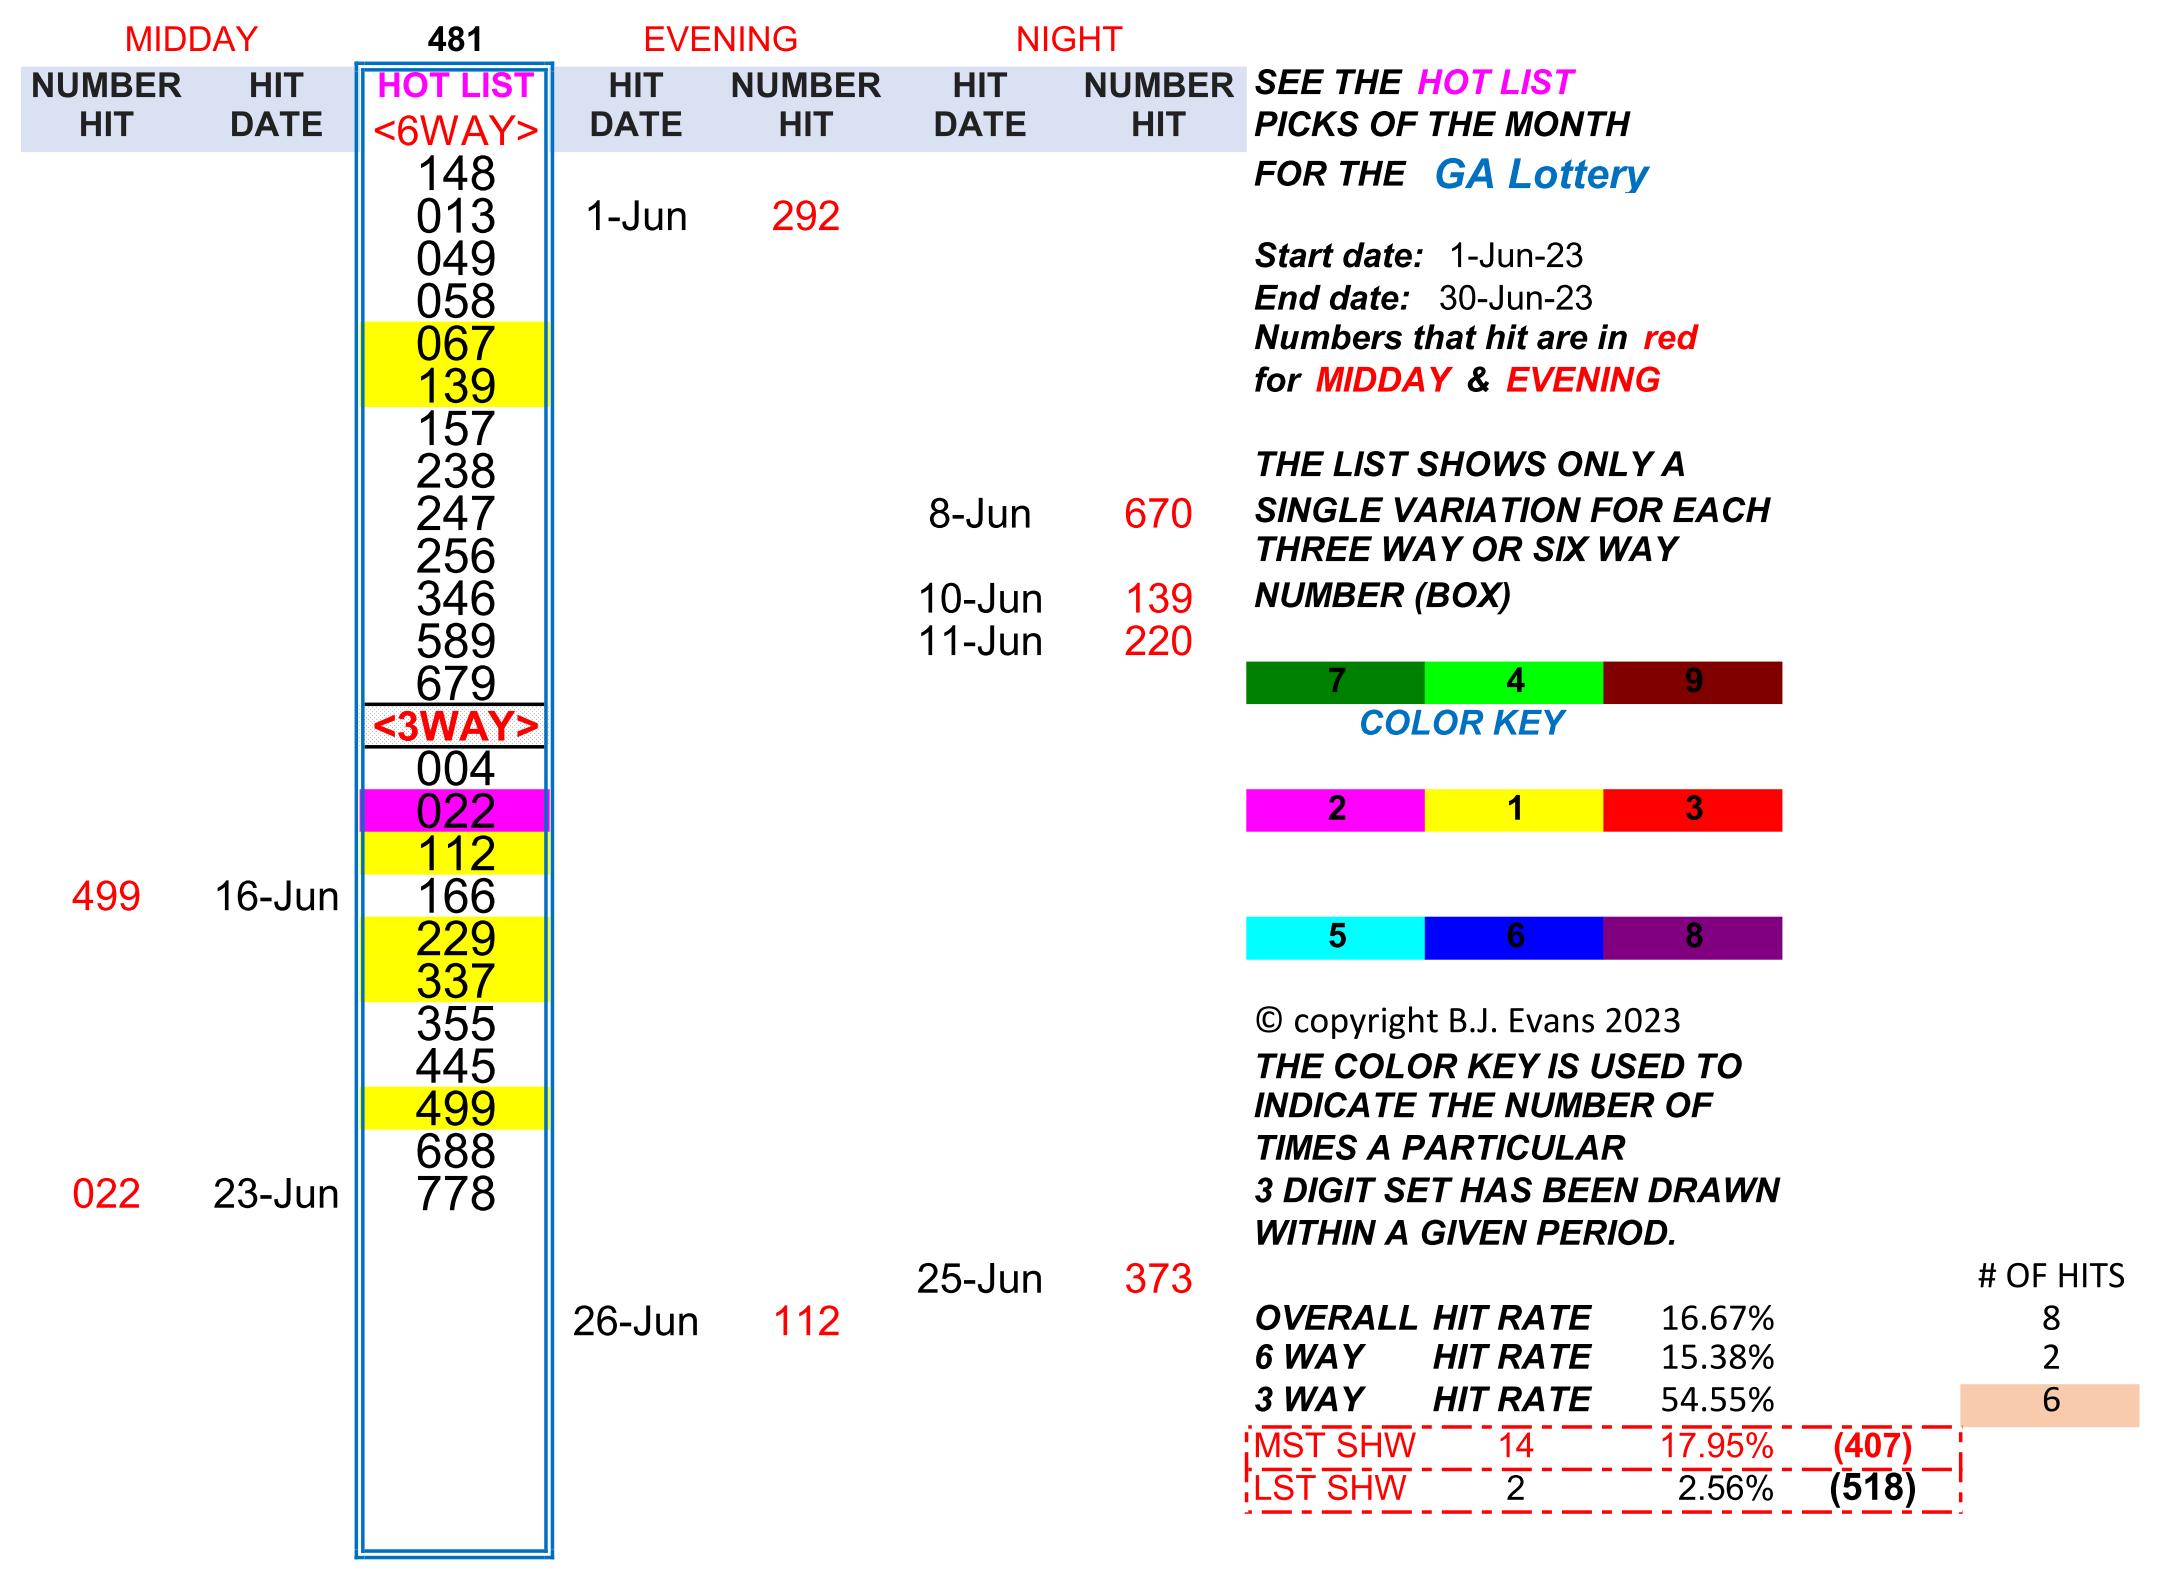 MIDDAY 481 EVENING NIGHT
NUMBER HIT HOT LIST HIT NUMBER HIT NUMBER SEE THE HOT LIST
HIT DATE <6WAY> DATE HIT DATE HIT PICKS OF THE MONTH
148 FOR THE GA Lottery
013 1-Jun 292
049 Start date: 1-Jun-23
058 End date: 30-Jun-23
067 Numbers that hit are in red
139 for MIDDAY & EVENING
157
238 THE LIST SHOWS ONLY A
247 8-Jun 670 SINGLE VARIATION FOR EACH
256 THREE WAY OR SIX WAY
346 10-Jun 139 NUMBER (BOX)
589 11-Jun 220
679 7 4 9
<3WAY> COLOR KEY
004
022 2 1 3
112
499 16-Jun 166
229 5 6 8
337
355 © copyright B.J. Evans 2023
445 THE COLOR KEY IS USED TO
499 INDICATE THE NUMBER OF
688 TIMES A PARTICULAR
022 23-Jun 778 3 DIGIT SET HAS BEEN DRAWN
WITHIN A GIVEN PERIOD.
25-Jun 373 # OF HITS
26-Jun 112 OVERALL HIT RATE 16.67% 8
6 WAY HIT RATE 15.38% 2
3 WAY HIT RATE 54.55% 6
MST SHW 14 17.95% (407)
LST SHW 2 2.56% (518)